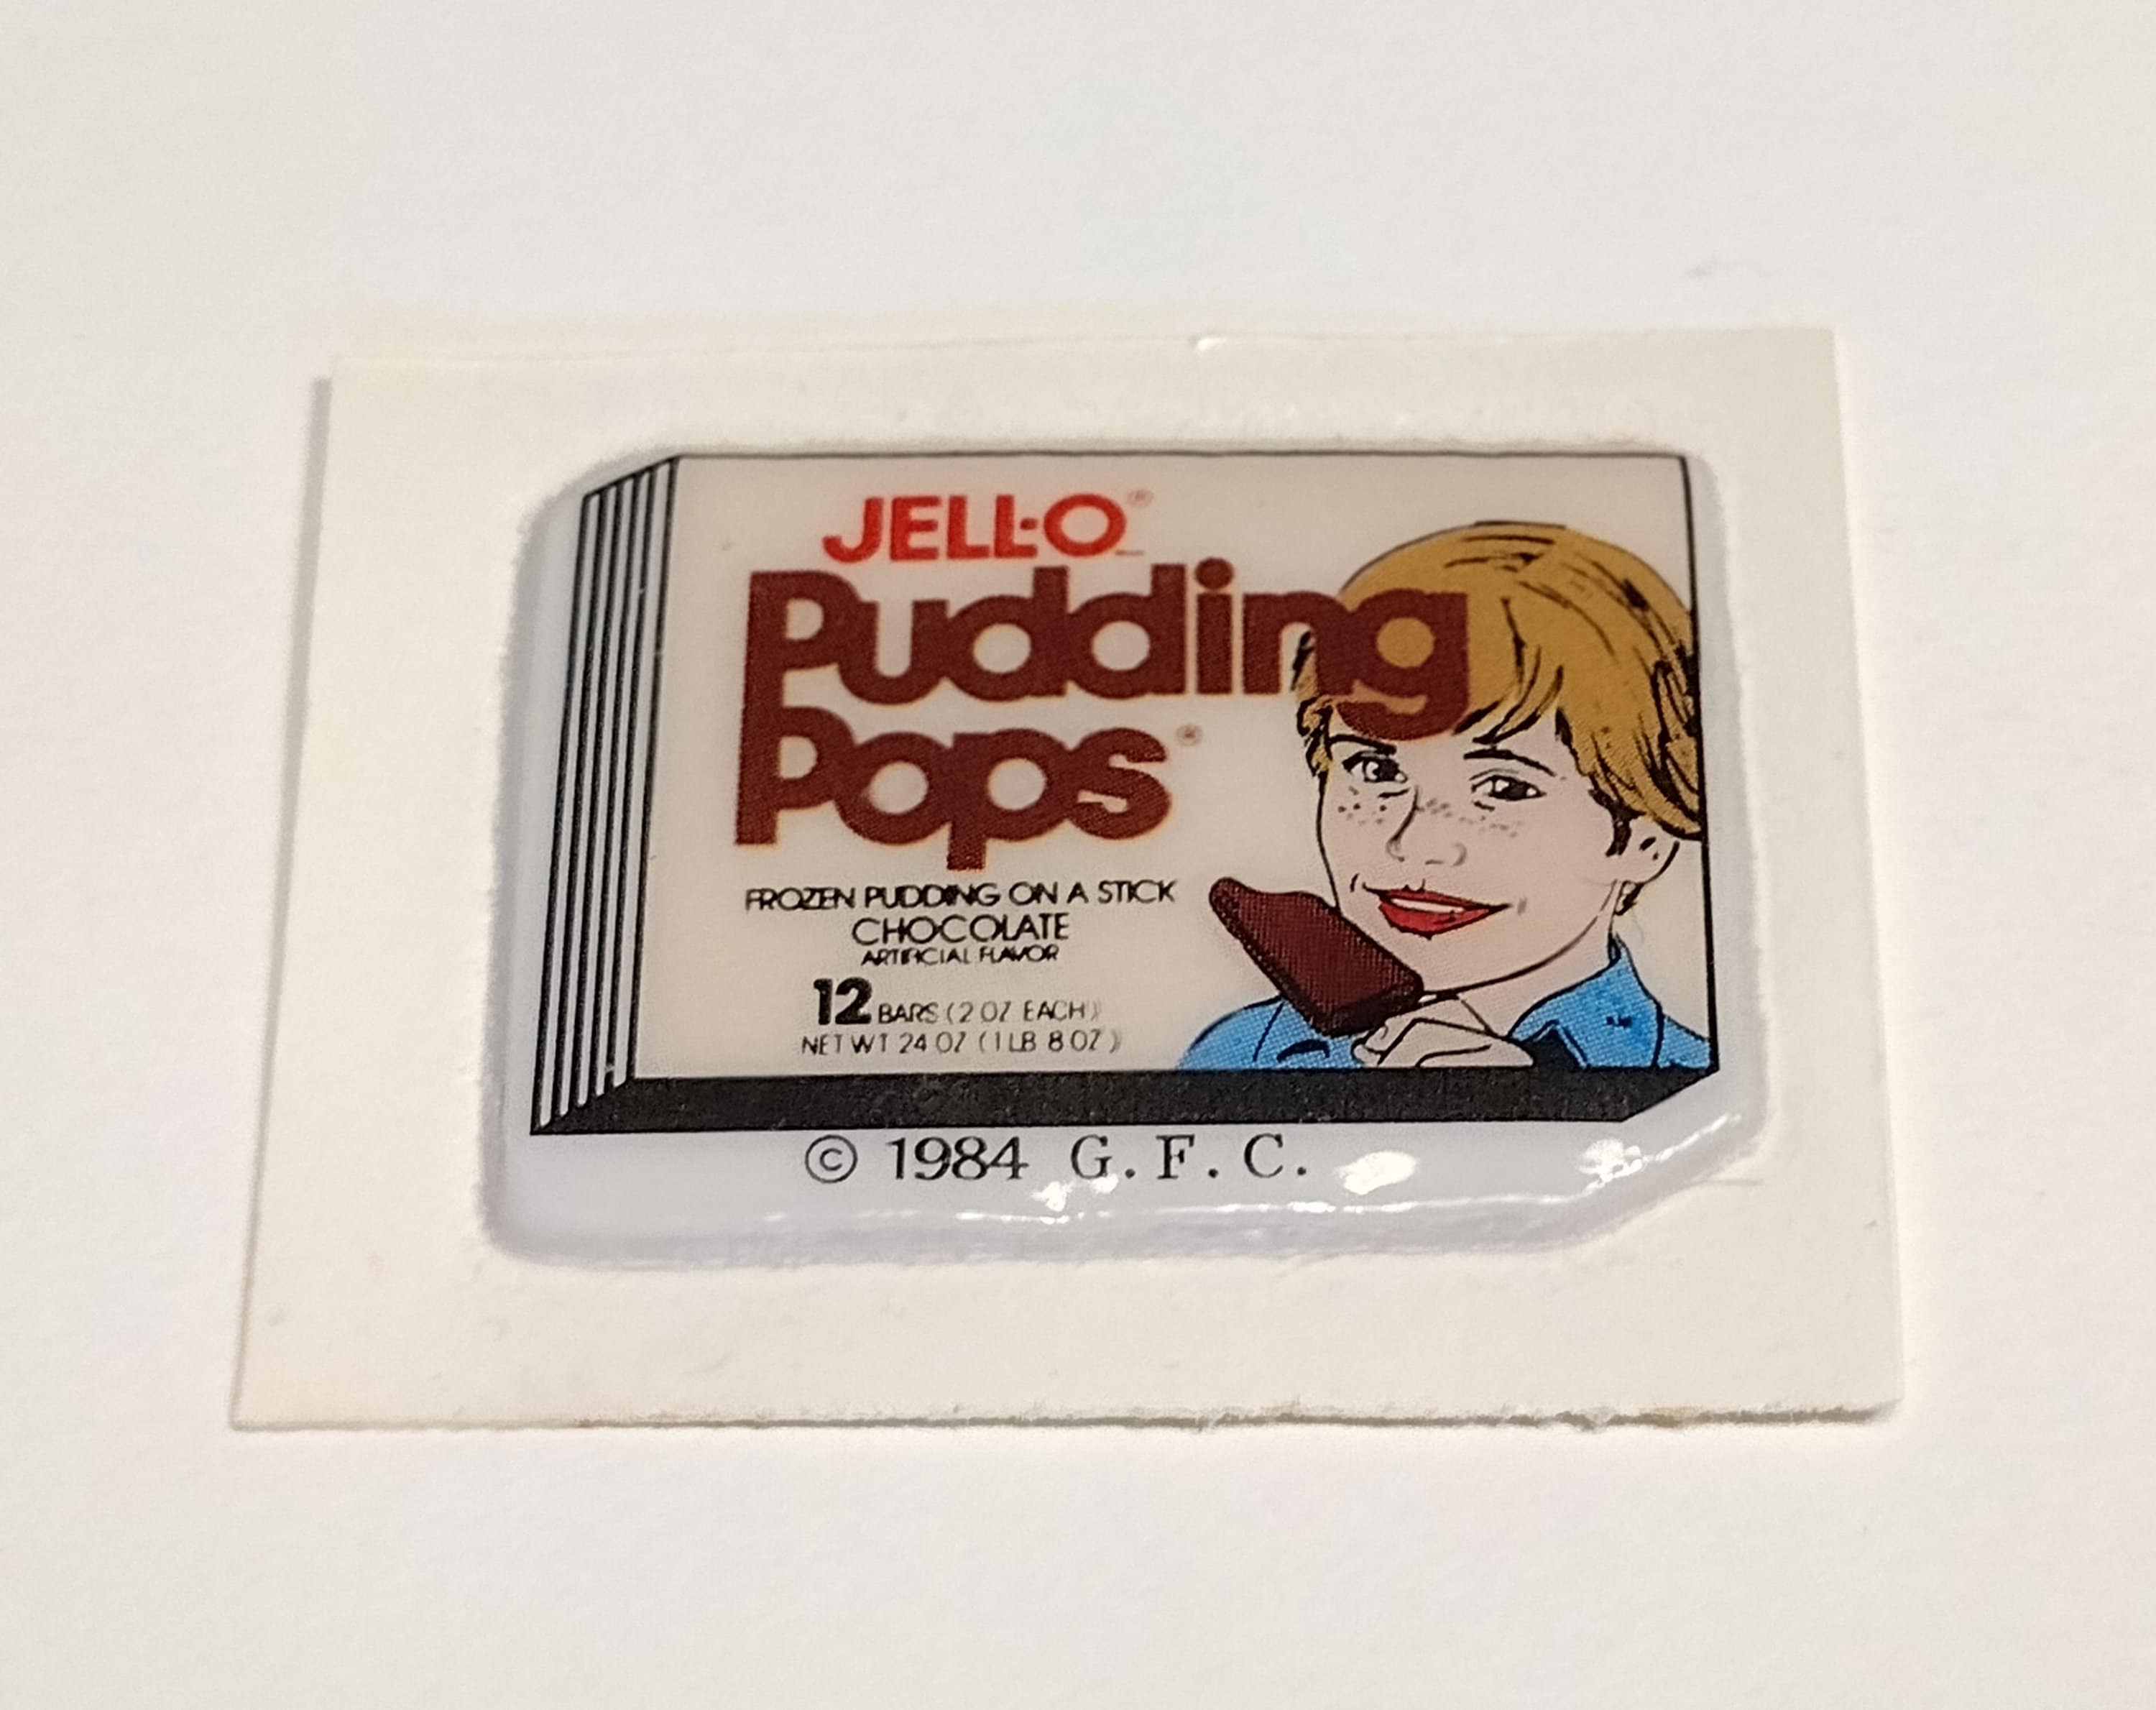 JELL-O®
Pudding
Pops®
FROZEN PUDDING ON A STICK
CHOCOLATE
ARTIFICIAL FLAVOR
12 BARS (2 OZ EACH)
NET WT 24 OZ (1 LB 8 OZ)
© 1984 G.F.C.